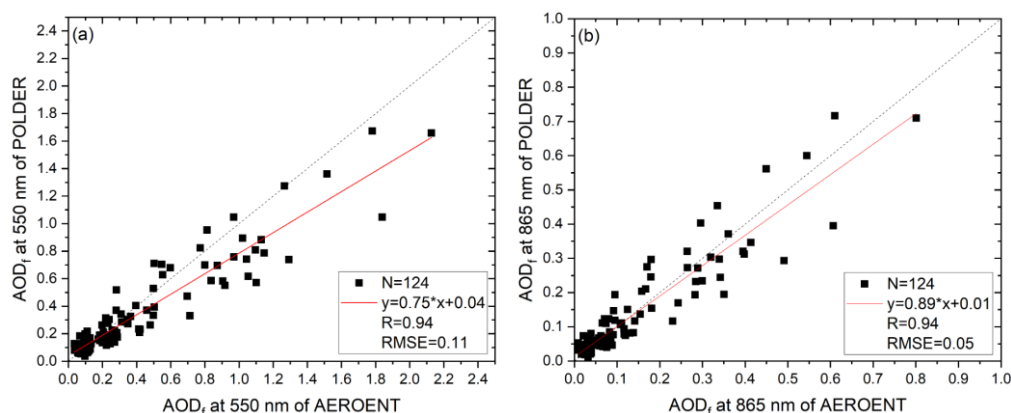 (a)
AOD_f at 550 nm of POLDER
2.4
2.2
2.0
1.8
1.6
1.4
1.2
1.0
0.8
0.6
0.4
0.2
0.0
0.0 0.2 0.4 0.6 0.8 1.0 1.2 1.4 1.6 1.8 2.0 2.2 2.4
AOD_f at 550 nm of AEROENT
N=124
y=0.75*x+0.04
R=0.94
RMSE=0.11
(b)
AOD_f at 865 nm of POLDER
1.0
0.9
0.8
0.7
0.6
0.5
0.4
0.3
0.2
0.1
0.0
0.0 0.1 0.2 0.3 0.4 0.5 0.6 0.7 0.8 0.9 1.0
AOD_f at 865 nm of AEROENT
N=124
y=0.89*x+0.01
R=0.94
RMSE=0.05